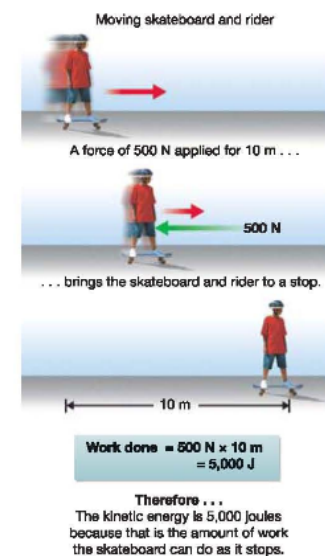 Moving skateboard and rider
A force of 500 N applied for 10 m . . .
500 N
. . . brings the skateboard and rider to a stop.
10 m
Work done = 500 N × 10 m
= 5,000 J
Therefore . . .
The kinetic energy is 5,000 joules
because that is the amount of work
the skateboard can do as it stops.